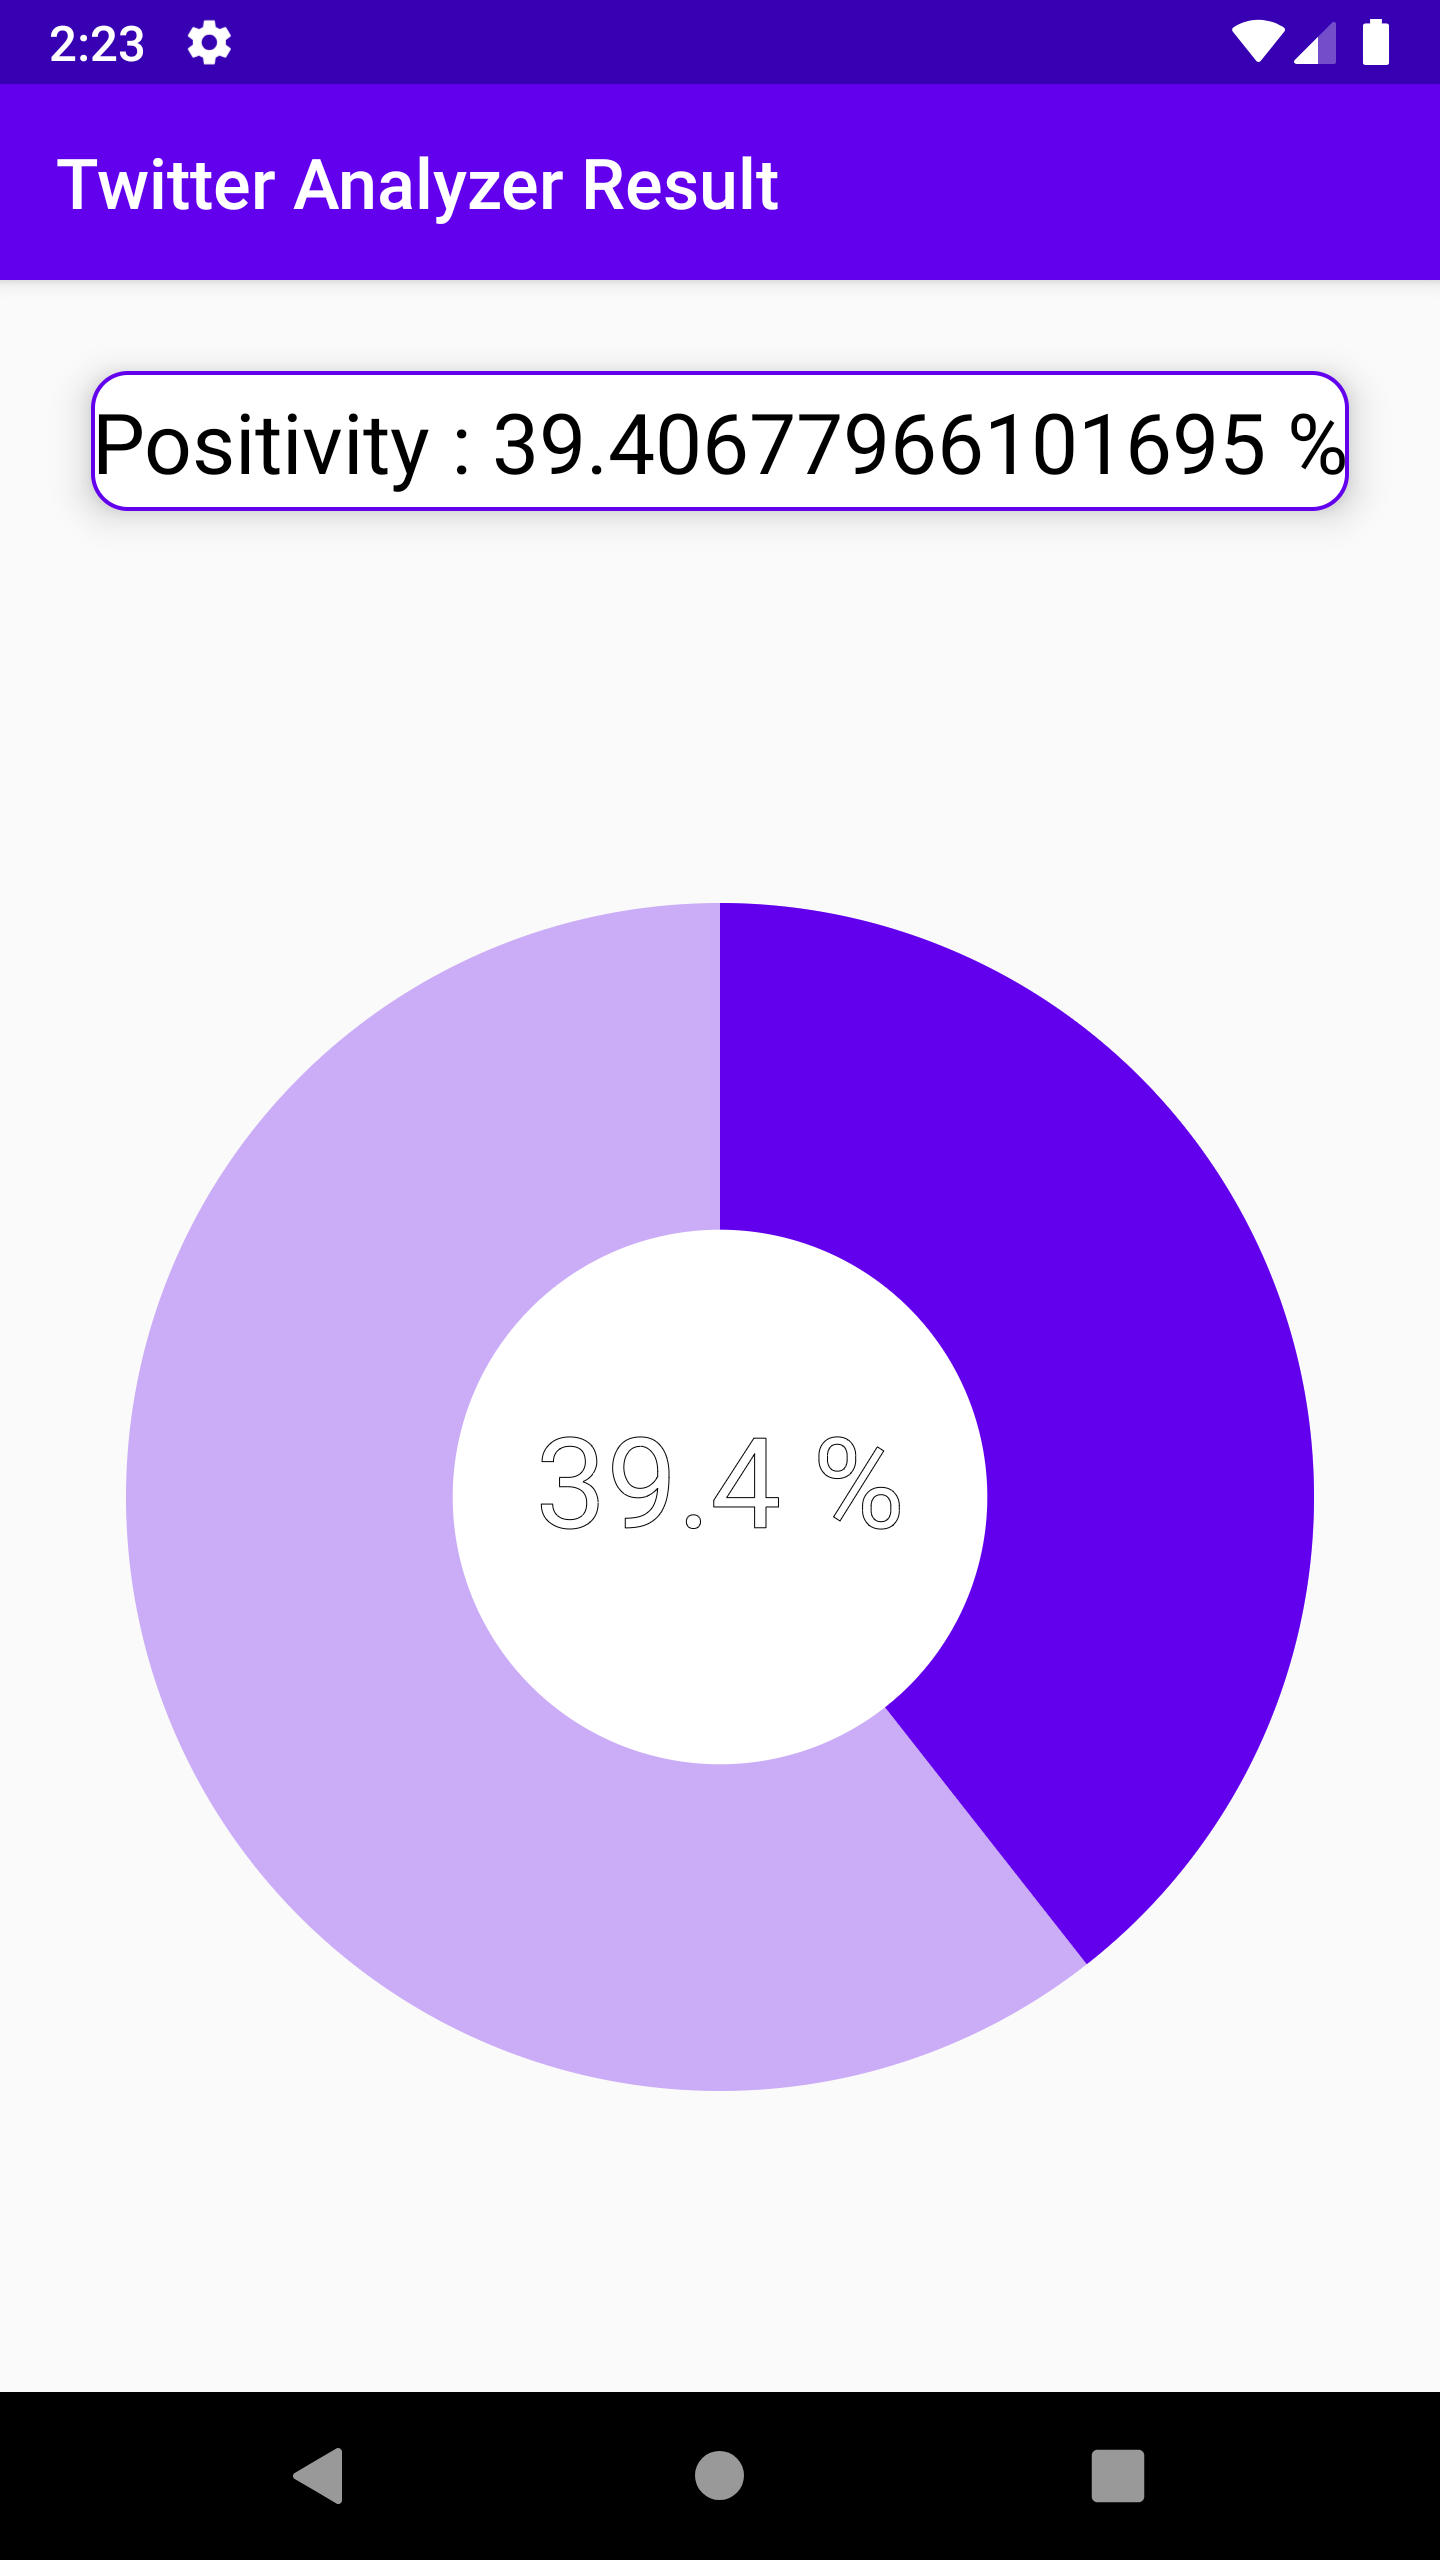 2:23
Twitter Analyzer Result
Positivity : 39.40677966101695 %
39.4 %